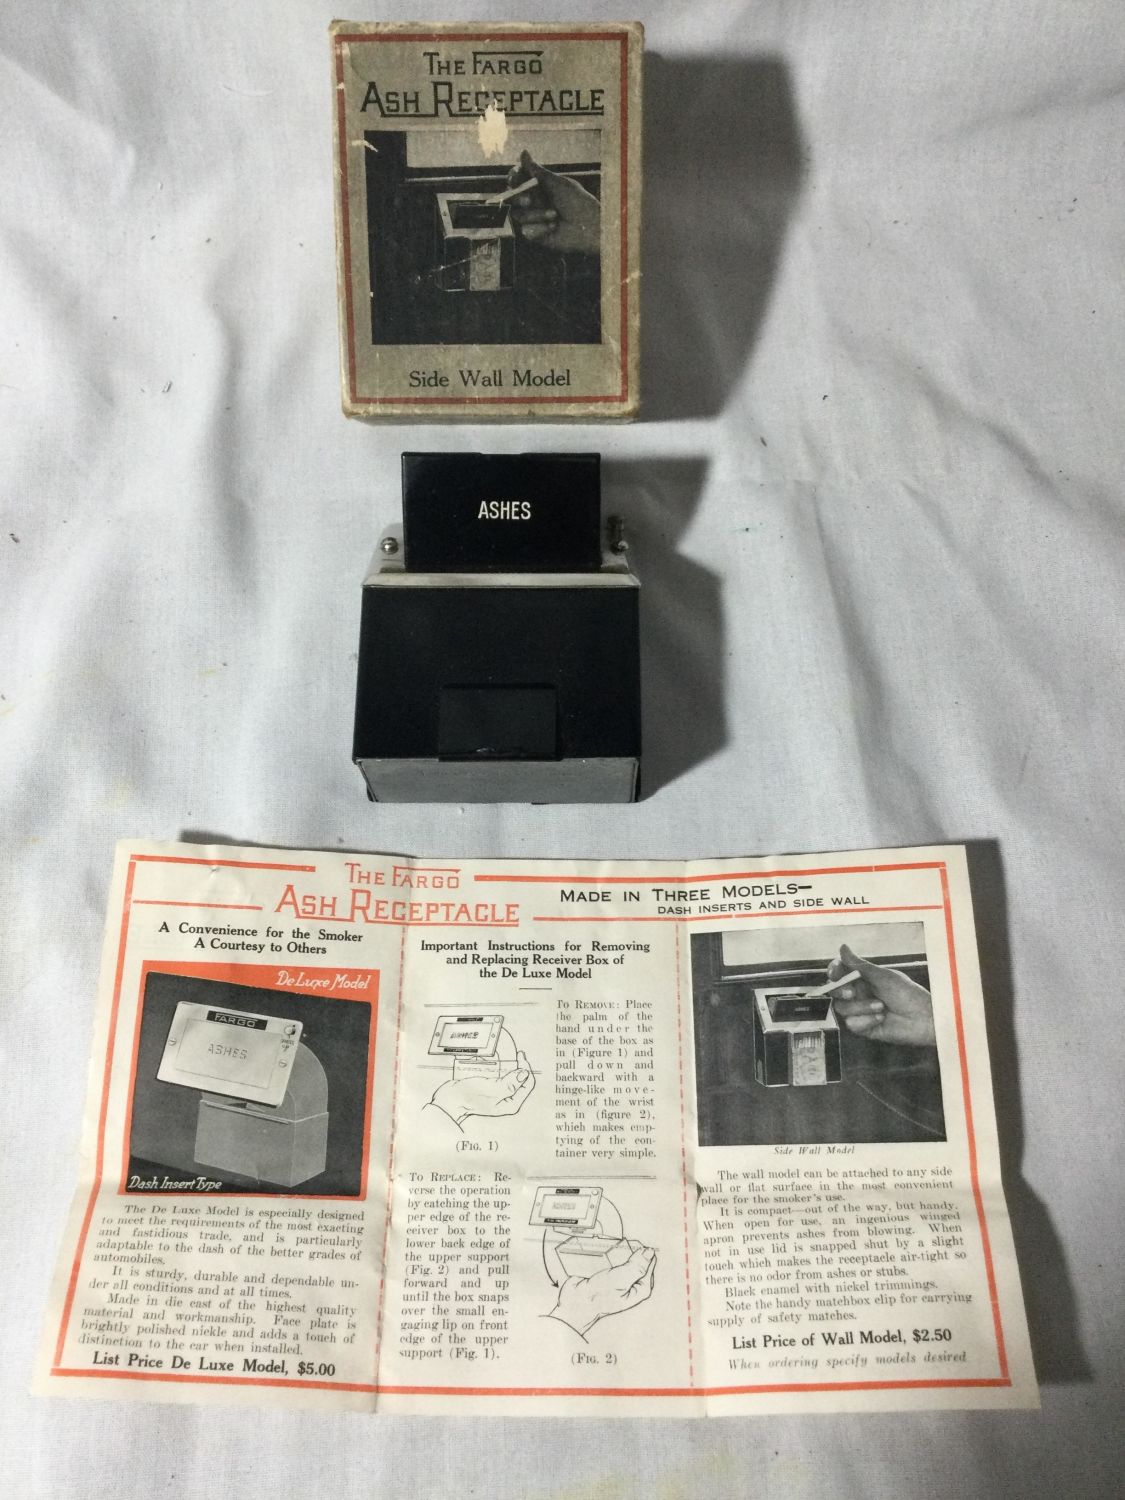 THE FARGO
ASH RECEPTACLE
Side Wall Model
ASHES
THE FARGO
ASH RECEPTACLE
MADE IN THREE MODELS—
DASH INSERTS AND SIDE WALL
A Convenience for the Smoker
A Courtesy to Others
De Luxe Model
FARGO
ASHES
Dash Insert Type
The De Luxe Model is especially designed
to meet the requirements of the most exacting
and fastidious trade, and is particularly
adaptable to the dash of the better grades of
automobiles.
It is sturdy, durable and dependable un-
der all conditions and at all times.
Made in die cast of the highest quality
material and workmanship. Face plate is
brightly polished nickle and adds a touch of
distinction to the car when installed.
List Price De Luxe Model, $5.00
Important Instructions for Removing
and Replacing Receiver Box of
the De Luxe Model
TO REMOVE: Place
the palm of the
hand under the
base of the box as
in (Figure 1) and
pull down and
backward with a
hinge-like move-
ment of the wrist
as in (figure 2),
which makes emp-
tying of the con-
tainer very simple.
ASHES
(FIG. 1)
TO REPLACE: Re-
verse the operation
by catching the up-
per edge of the re-
ceiver box to the
lower back edge of
the upper support
(Fig. 2) and pull
forward and up
until the box snaps
over the small en-
gaging lip on front
edge of the upper
support (Fig. 1).
(FIG. 2)
Side Wall Model
The wall model can be attached to any side
wall or flat surface in the most convenient
place for the smoker's use.
It is compact—out of the way, but handy.
When open for use, an ingenious winged
apron prevents ashes from blowing. When
not in use lid is snapped shut by a slight
touch which makes the receptacle air-tight so
there is no odor from ashes or stubs.
Black enamel with nickel trimmings.
Note the handy matchbox clip for carrying
supply of safety matches.
List Price of Wall Model, $2.50
When ordering specify models desired